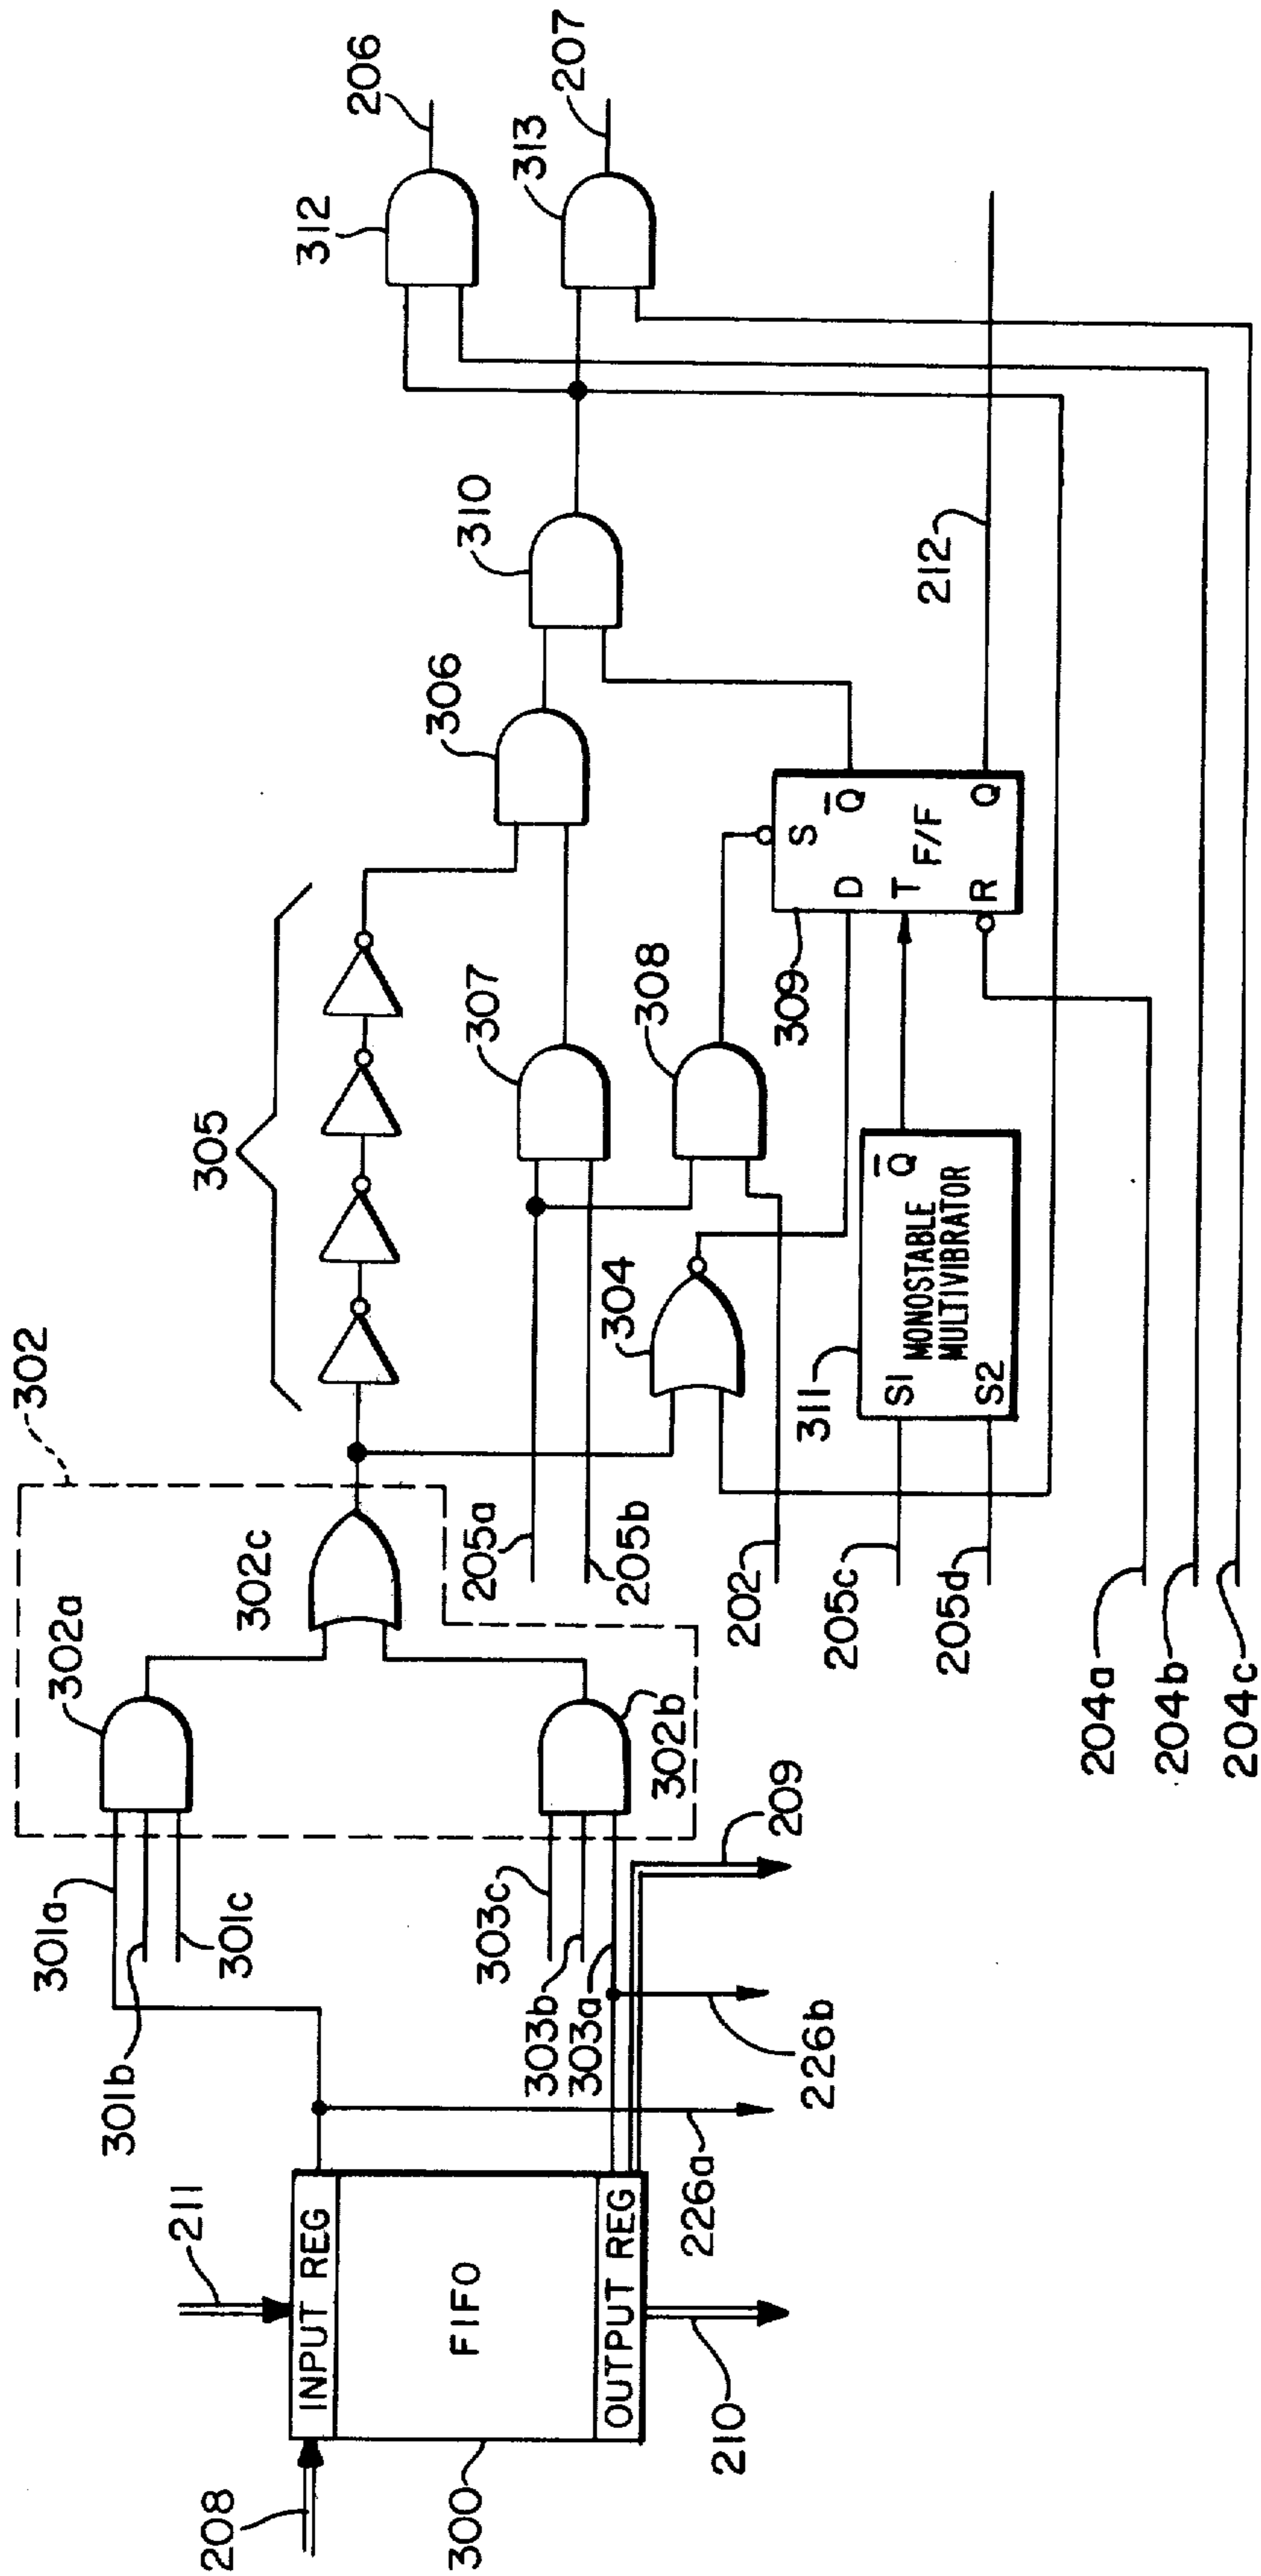 208
300
211
INPUT REG
FIFO
OUTPUT REG
210
226a
226b
209
301a
301b
301c
303c
303b
303a
302
302a
302b
302c
305
205a
205b
202
205c
205d
204a
204b
204c
304
307
308
311
S1
S2
Q
MONOSTABLE
MULTIVIBRATOR
309
S
Q
D
T
F/F
R
Q
306
310
312
313
206
207
212